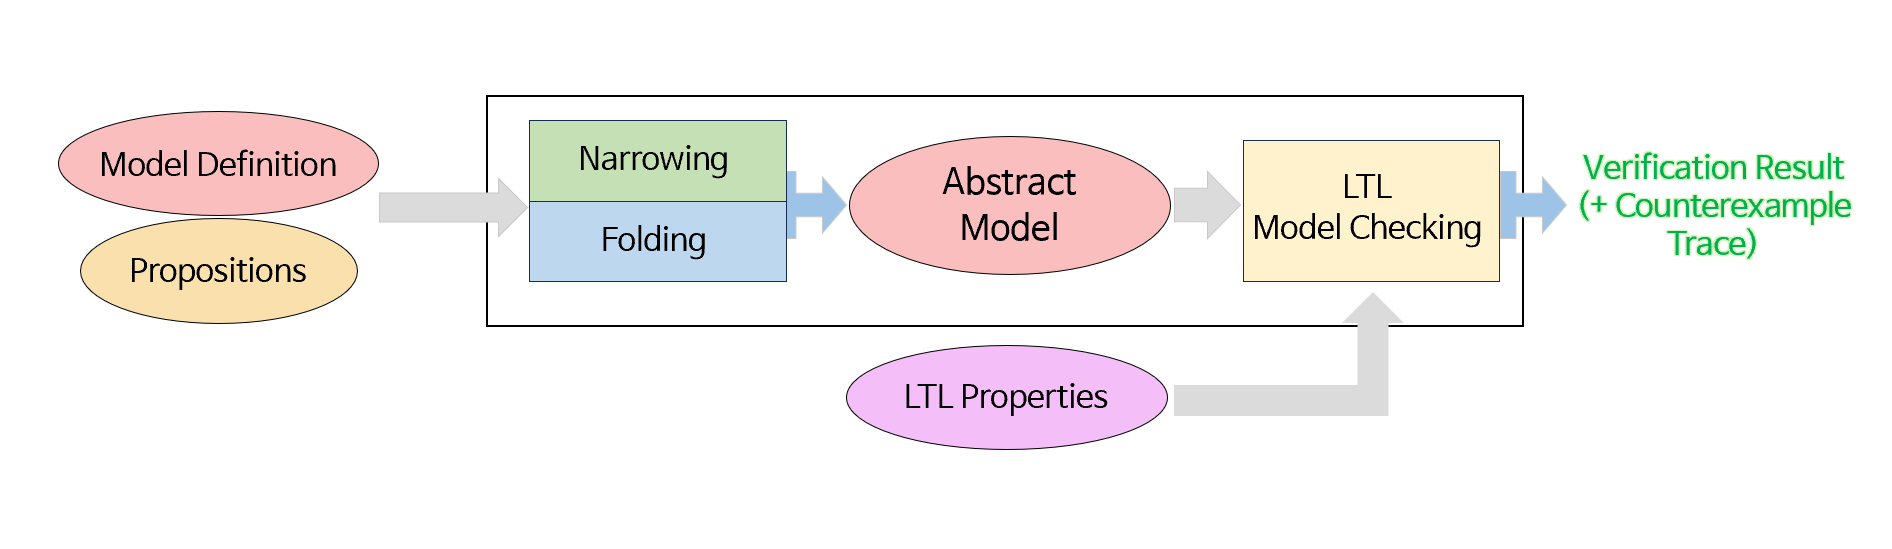 Model Definition
Propositions
Narrowing
Folding
Abstract
Model
LTL
Model Checking
Verification Result
(+ Counterexample
Trace)
LTL Properties